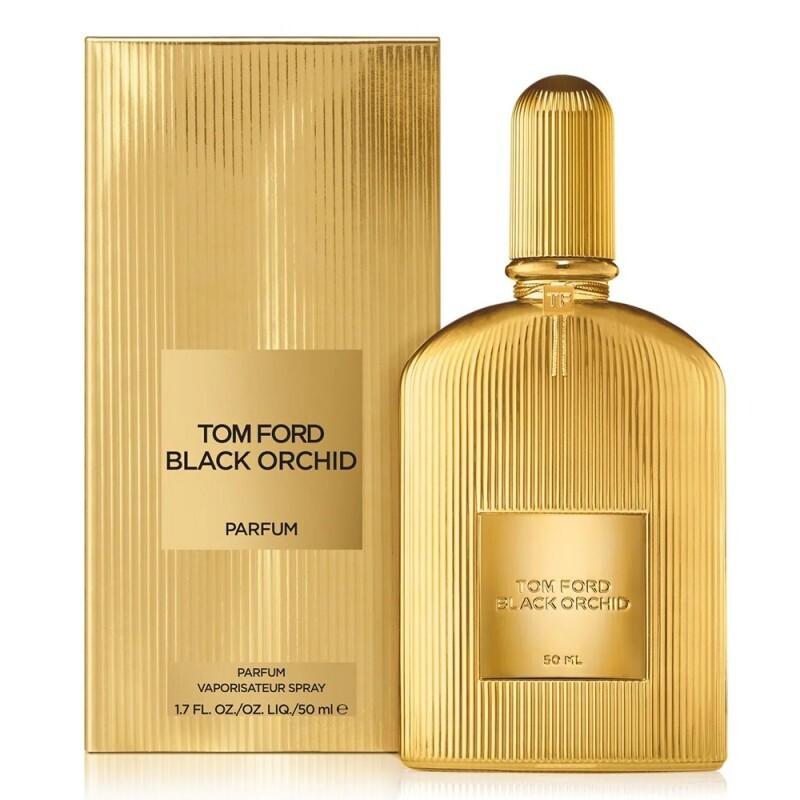 TOM FORD
BLACK ORCHID
PARFUM
PARFUM
VAPORISATEUR SPRAY
1.7 FL. OZ./OZ. LIQ./50 ml ℮
TF
TOM FORD
BLACK ORCHID
50 ML